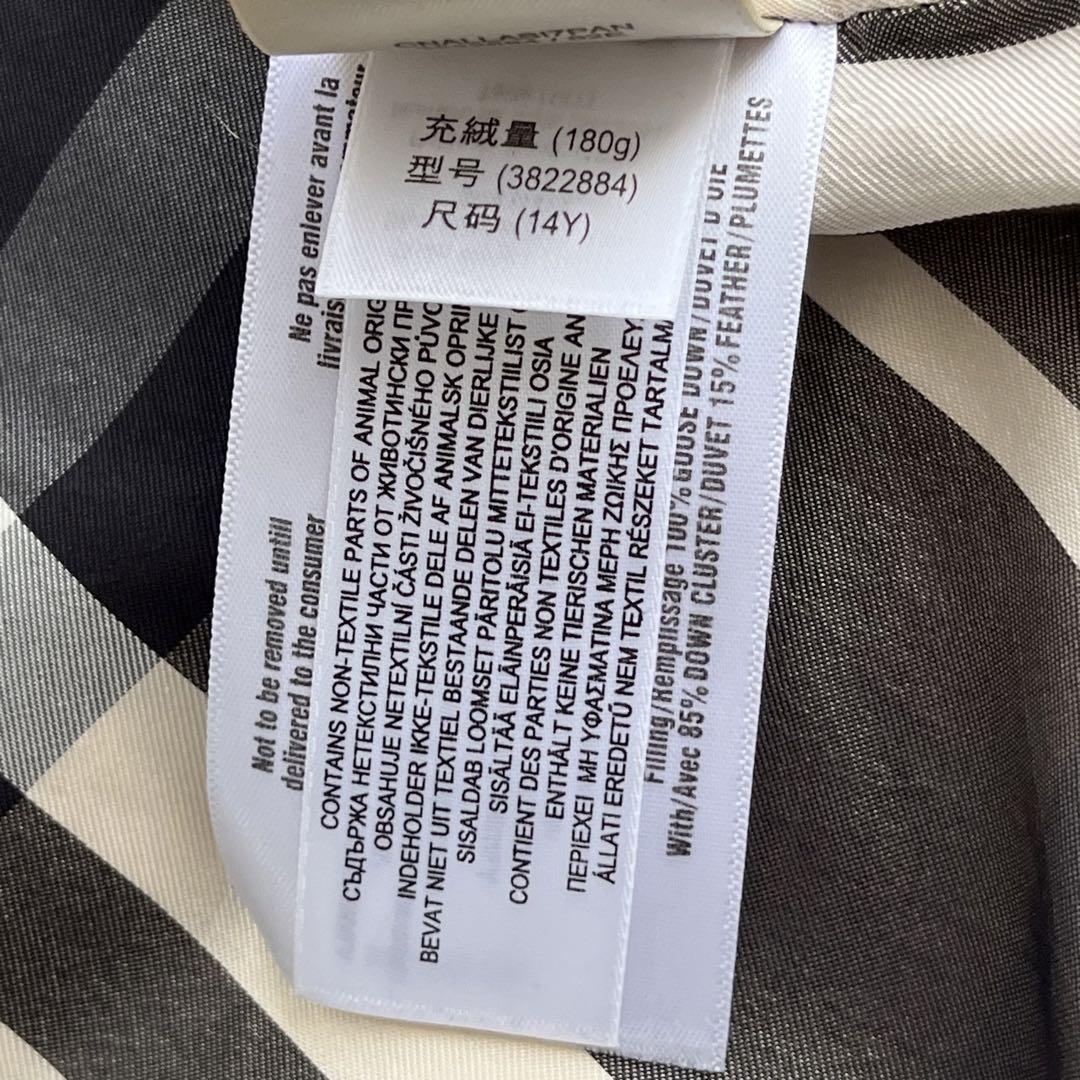 充絨量 (180g)
型号 (3822884)
尺码 (14Y)
Ne pas enlever avant la
Not to be removed untill
delivered to the consumer
CONTAINS NON-TEXTILE PARTS OF ANIMAL ORIG
СЪДЪРЖА НЕТЕКСТИЛНИ ЧАСТИ ОТ ЖИВОТИНСКИ ПР
OBSAHUJE NETEXTILNÍ ČÁSTI ŽIVOČIŠNÉHO PŮVO
INDEHOLDER IKKE-TEKSTILE DELE AF ANIMALSK OPRIN
BEVAT NIET UIT TEXTIEL BESTAANDE DELEN VAN DIERLIJKE
SISALDAB LOOMSET PÄRITOLU MITTETEKSTIILIST
SISÄLTÄÄ ELÄINPERÄISIÄ EI-TEKSTIILI OSIA
CONTIENT DES PARTIES NON TEXTILES D'ORIGINE AN
ENTHÄLT KEINE TIERISCHEN MATERIALIEN
ΠΕΡΙΕΧΕΙ ΜΗ ΥΦΑΣΜΑΤΙΝΑ ΜΕΡΗ ΖΩΙΚΗΣ ΠΡΟΕΛΕΥ
ÁLLATI EREDETŰ NEM TEXTIL RÉSZEKET TARTALMA
Filling/Remplissage 100% GOOSE DOWN/DUVET D'OIE
With/Avec 85% DOWN CLUSTER/DUVET 15% FEATHER/PLUMETTES